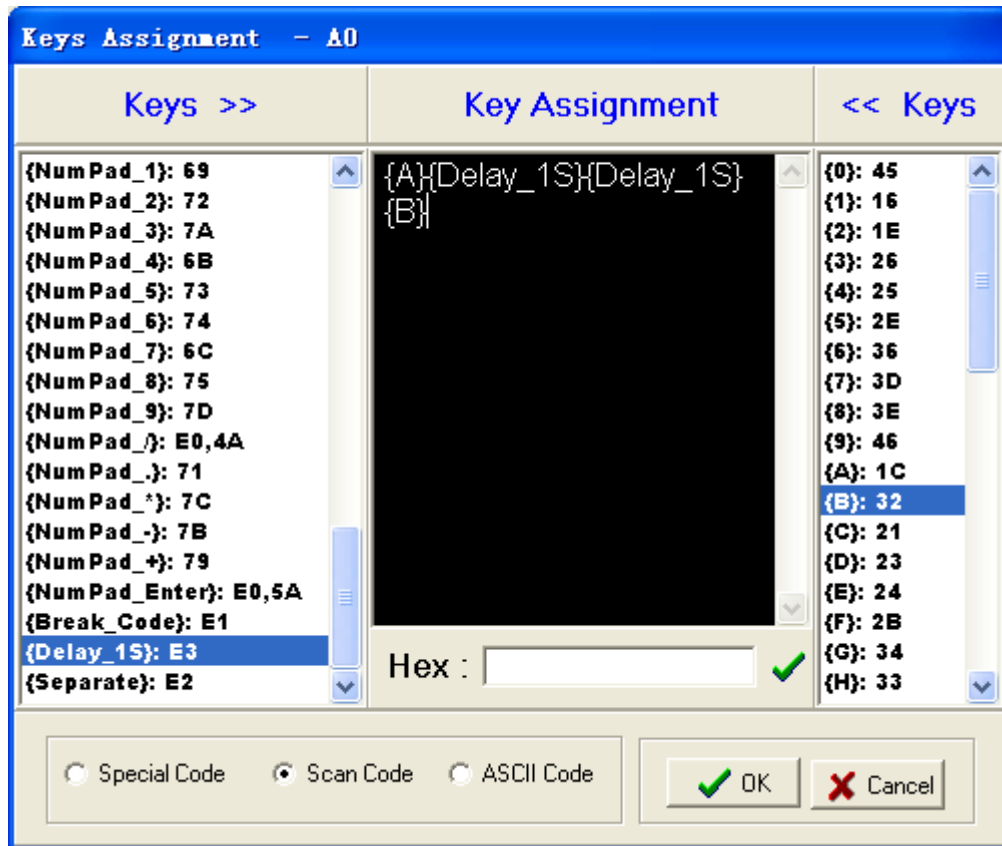 Keys Assignment - A0
Keys >>
Key Assignment
<< Keys
{NumPad_1}: 69
{NumPad_2}: 72
{NumPad_3}: 7A
{NumPad_4}: 6B
{NumPad_5}: 73
{NumPad_6}: 74
{NumPad_7}: 6C
{NumPad_8}: 75
{NumPad_9}: 7D
{NumPad_/}: E0,4A
{NumPad_.}: 71
{NumPad_*}: 7C
{NumPad_-}: 7B
{NumPad_+}: 79
{NumPad_Enter}: E0,5A
{Break_Code}: E1
{Delay_1S}: E3
{Separate}: E2
{A}{Delay_1S}{Delay_1S}
{B}
Hex :
{0}: 45
{1}: 16
{2}: 1E
{3}: 26
{4}: 25
{5}: 2E
{6}: 36
{7}: 3D
{8}: 3E
{9}: 46
{A}: 1C
{B}: 32
{C}: 21
{D}: 23
{E}: 24
{F}: 2B
{G}: 34
{H}: 33
Special Code
Scan Code
ASCII Code
OK
Cancel